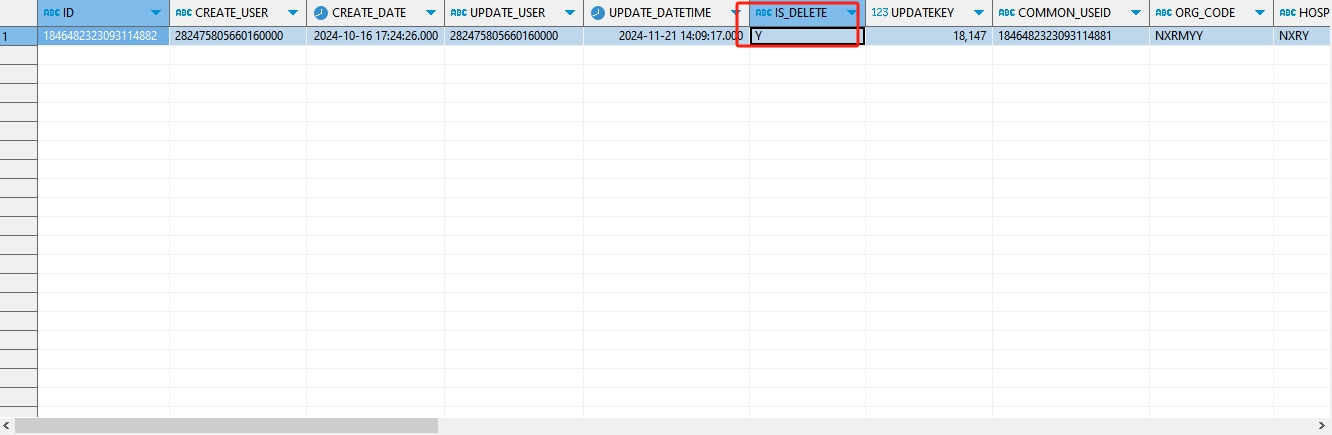 ABC ID ABC CREATE_USER CREATE_DATE ABC UPDATE_USER UPDATE_DATETIME ABC IS_DELETE 123 UPDATEKEY ABC COMMON_USEID ABC ORG_CODE ABC HOSP
1 1846482323093114882 282475805660160000 2024-10-16 17:24:26.000 282475805660160000 2024-11-21 14:09:17.000 Y 18,147 1846482323093114881 NXRMYY NXRY